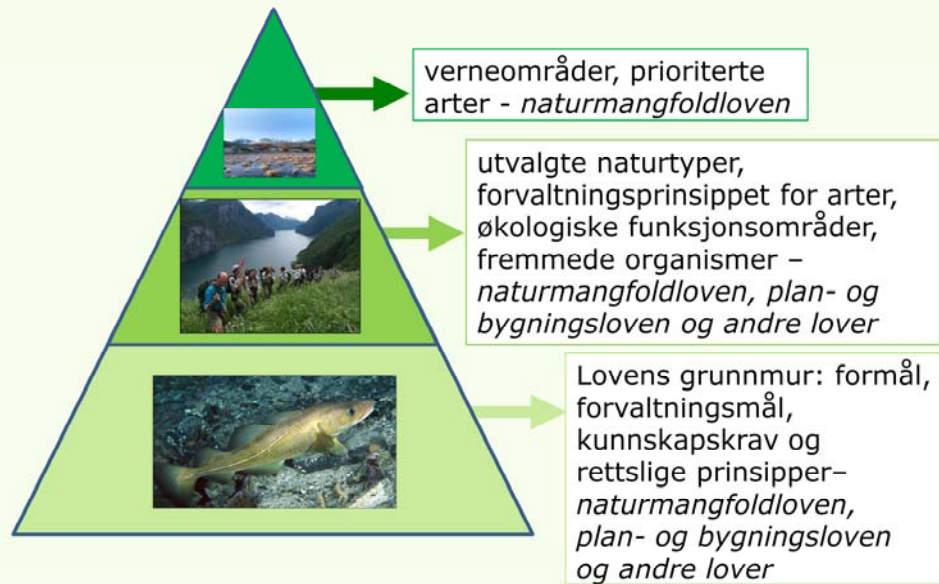 verneområder, prioriterte
arter - naturmangfoldloven
utvalgte naturtyper,
forvaltningsprinsippet for arter,
økologiske funksjonsområder,
fremmede organismer –
naturmangfoldloven, plan- og
bygningsloven og andre lover
Lovens grunnmur: formål,
forvaltningsmål,
kunnskapskrav og
rettslige prinsipper–
naturmangfoldloven,
plan- og bygningsloven
og andre lover